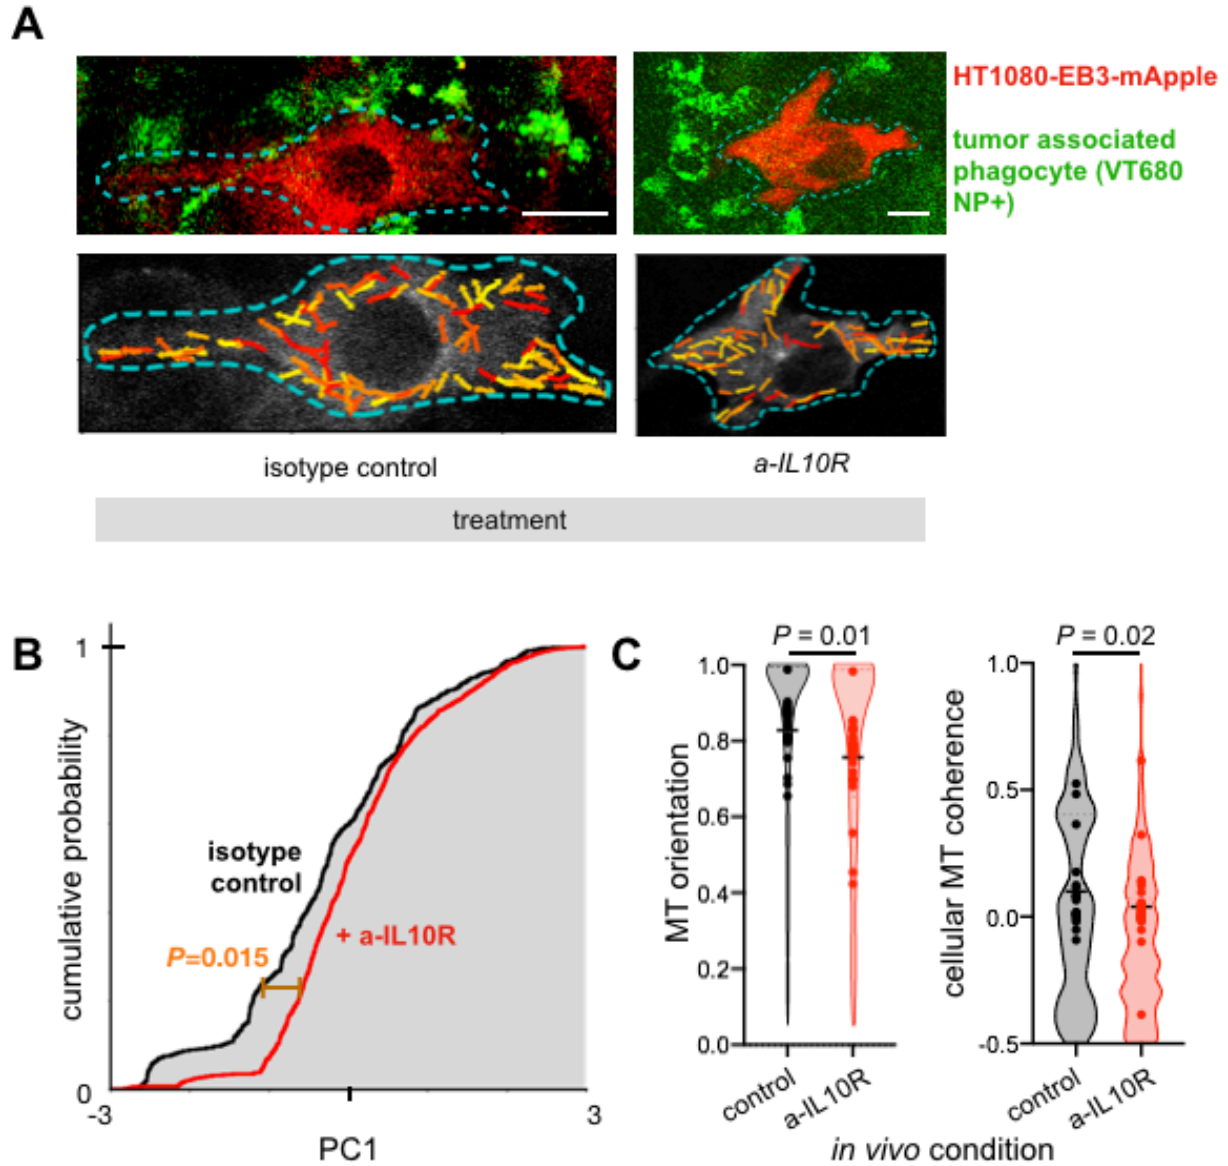 A
HT1080-EB3-mApple
tumor associated
phagocyte (VT680
NP+)
isotype control
a-IL10R
treatment
B
1
cumulative probability
isotype
control
P=0.015
+ a-IL10R
0
-3
3
PC1
C
P = 0.01
1.0
0.8
0.6
0.4
0.2
0.0
MT orientation
control
a-IL10R
P = 0.02
1.0
0.5
0.0
-0.5
cellular MT coherence
control
a-IL10R
in vivo condition